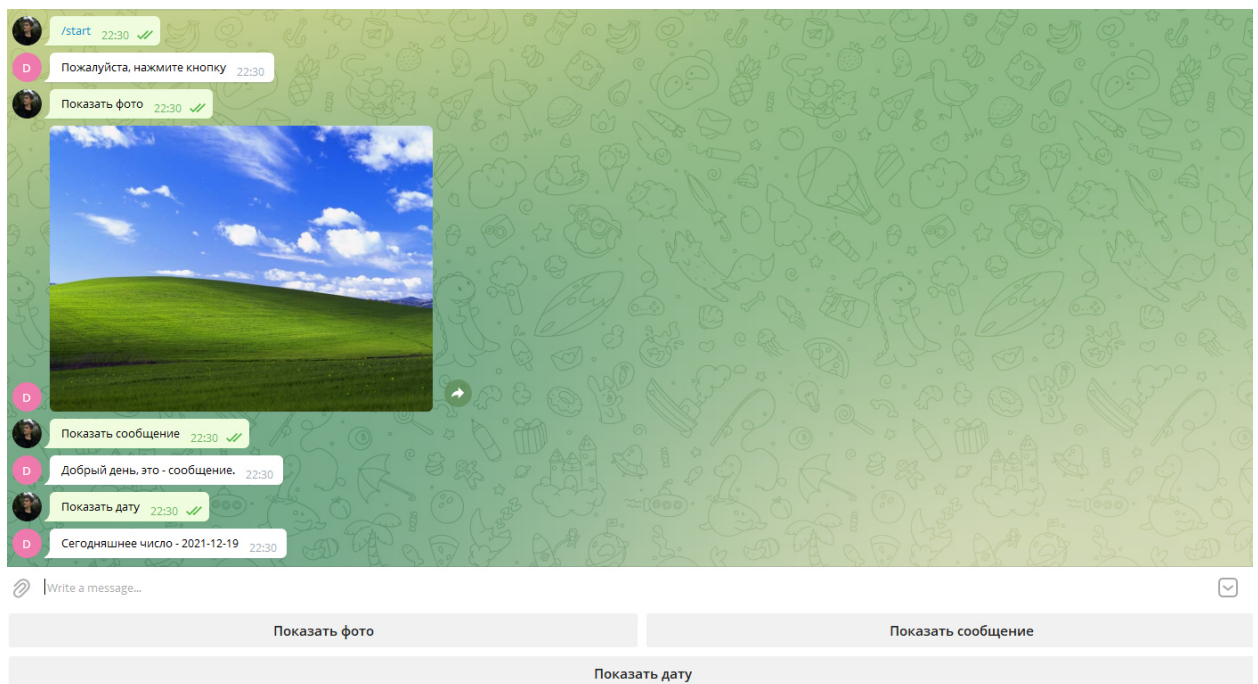 /start 22:30
D
Пожалуйста, нажмите кнопку 22:30
Показать фото 22:30
D
Показать сообщение 22:30
D
Добрый день, это - сообщение. 22:30
Показать дату 22:30
D
Сегодняшнее число - 2021-12-19 22:30
Write a message...
Показать фото
Показать сообщение
Показать дату